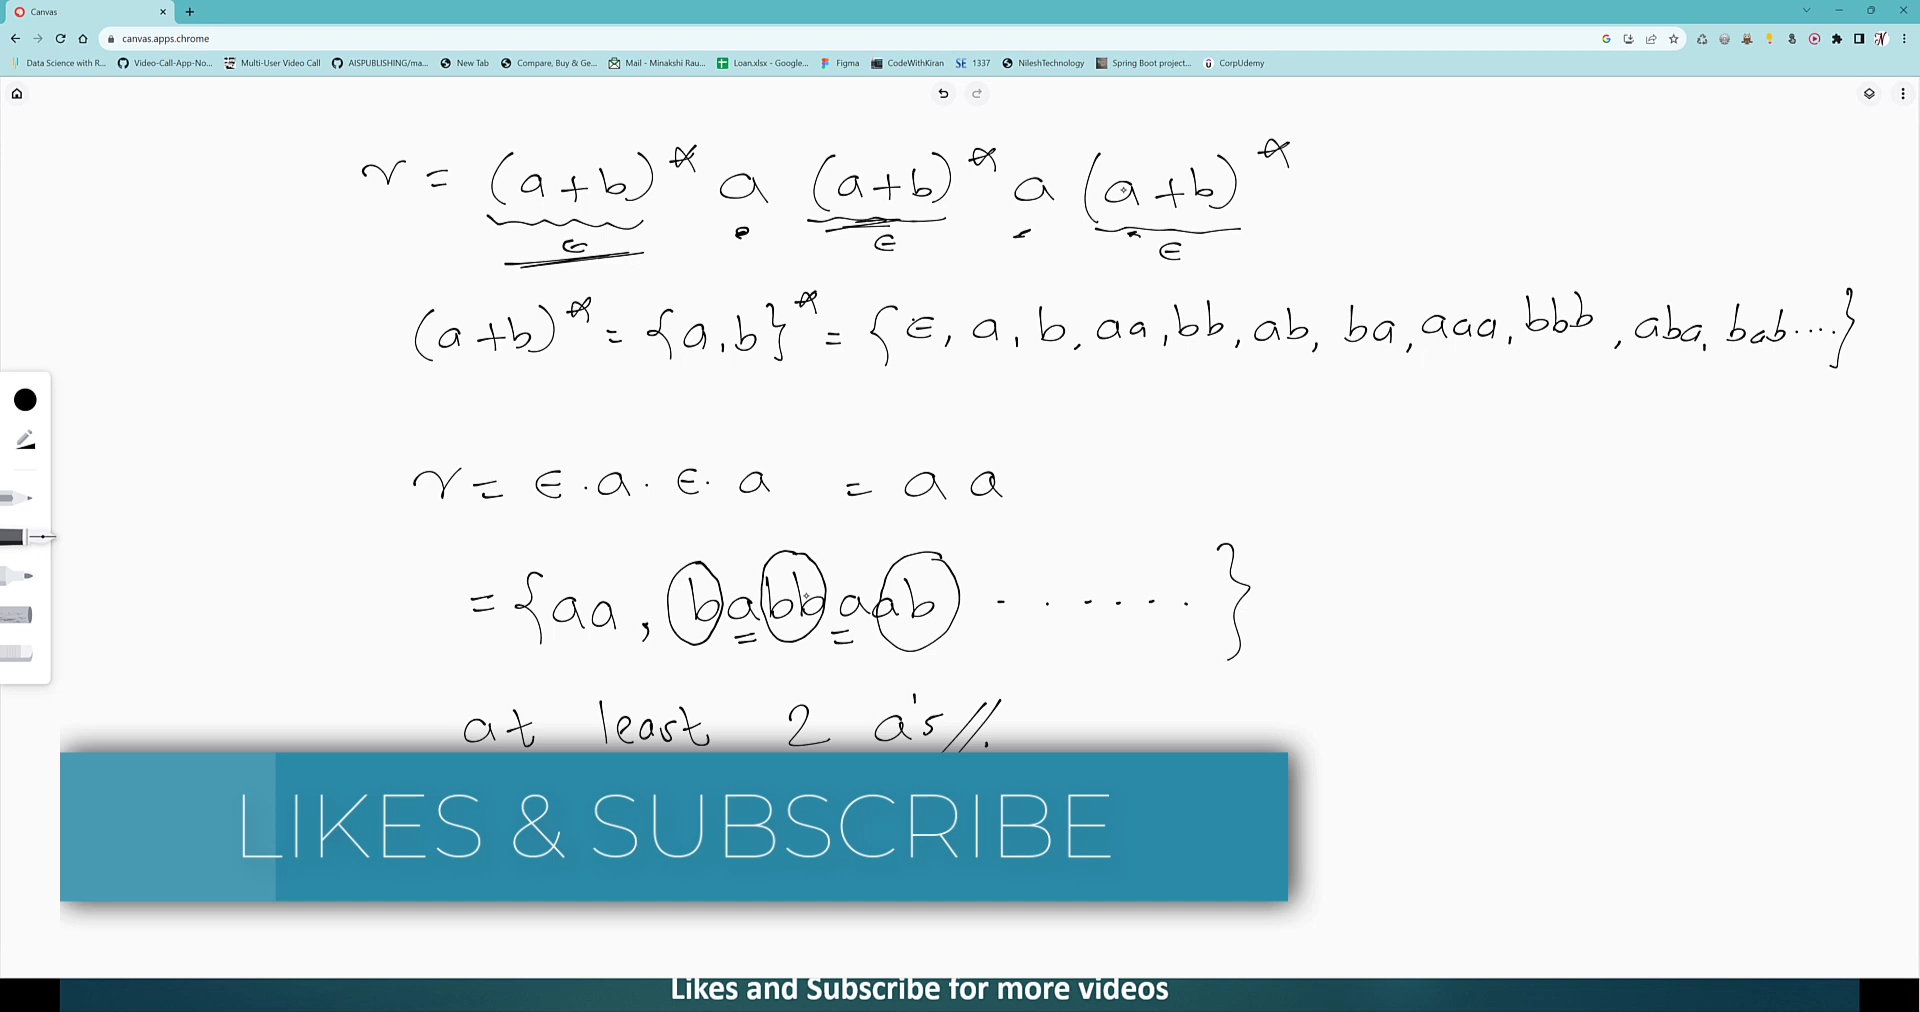 Canvas
canvas.apps.chrome
Data Science with R... Video-Call-App-No... Multi-User Video Call AISPUBLISHING/ma... New Tab Compare, Buy & Ge... Mail - Minakshi Rau... Loan.xlsx - Google... Figma CodeWithKiran SE 1337 NileshTechnology Spring Boot project... CorpUdemy
r = (a+b)* a (a+b)* a (a+b)*
ϵ ϵ ϵ
(a+b)* = {a,b}* = {ϵ, a, b, aa, bb, ab, ba, aaa, bbb, aba, bab....}
r = ϵ . a . ϵ . a = a a
= {aa, babbaab .......}
at least 2 a's//.
LIKES & SUBSCRIBE
Likes and Subscribe for more videos